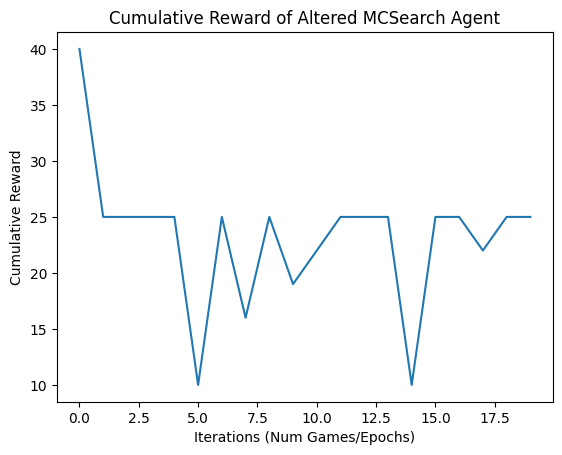 Cumulative Reward of Altered MCSearch Agent
40
35
30
25
20
15
10
Cumulative Reward
0.0 2.5 5.0 7.5 10.0 12.5 15.0 17.5
Iterations (Num Games/Epochs)